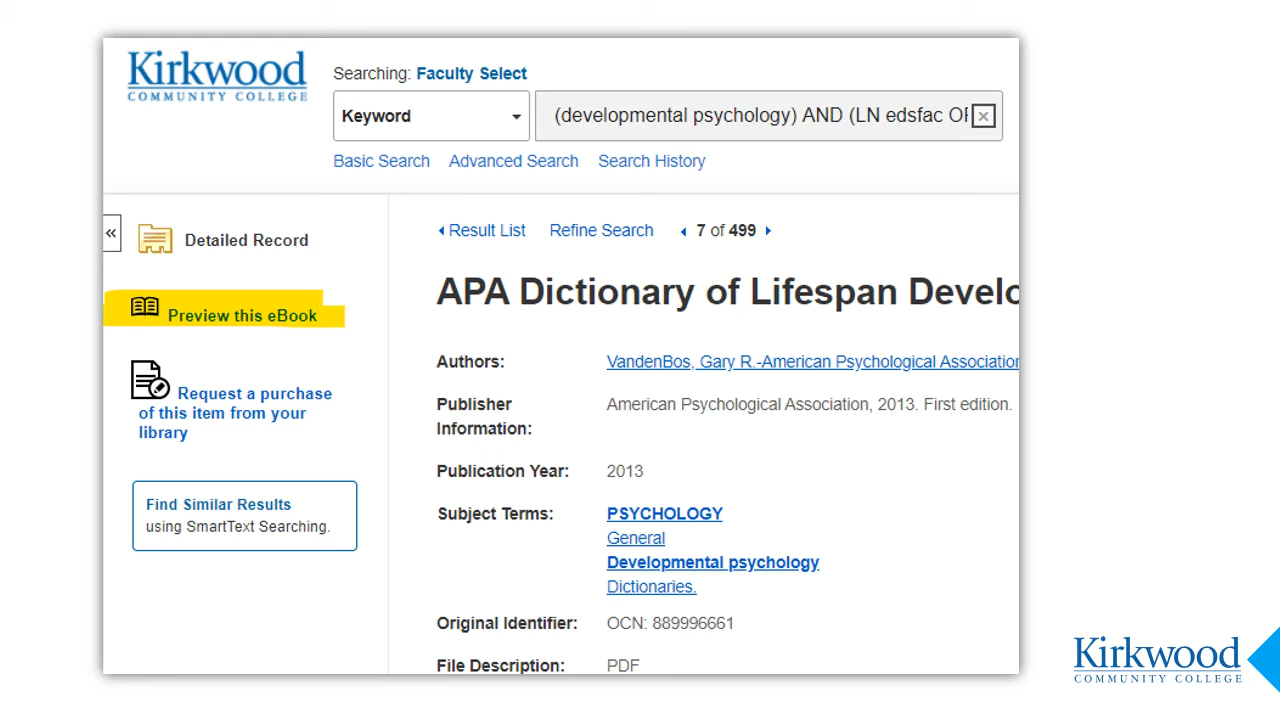 Kirkwood
COMMUNITY COLLEGE
Searching: Faculty Select
Keyword
(developmental psychology) AND (LN edsfac OR
Basic Search Advanced Search Search History
«
Detailed Record
Preview this eBook
Request a purchase
of this item from your
library
Find Similar Results
using SmartText Searching.
Result List Refine Search 7 of 499
APA Dictionary of Lifespan Develo
Authors: VandenBos, Gary R.-American Psychological Association
Publisher
Information: American Psychological Association, 2013. First edition.
Publication Year: 2013
Subject Terms: PSYCHOLOGY
General
Developmental psychology
Dictionaries.
Original Identifier: OCN: 889996661
File Description: PDF
Kirkwood
COMMUNITY COLLEGE